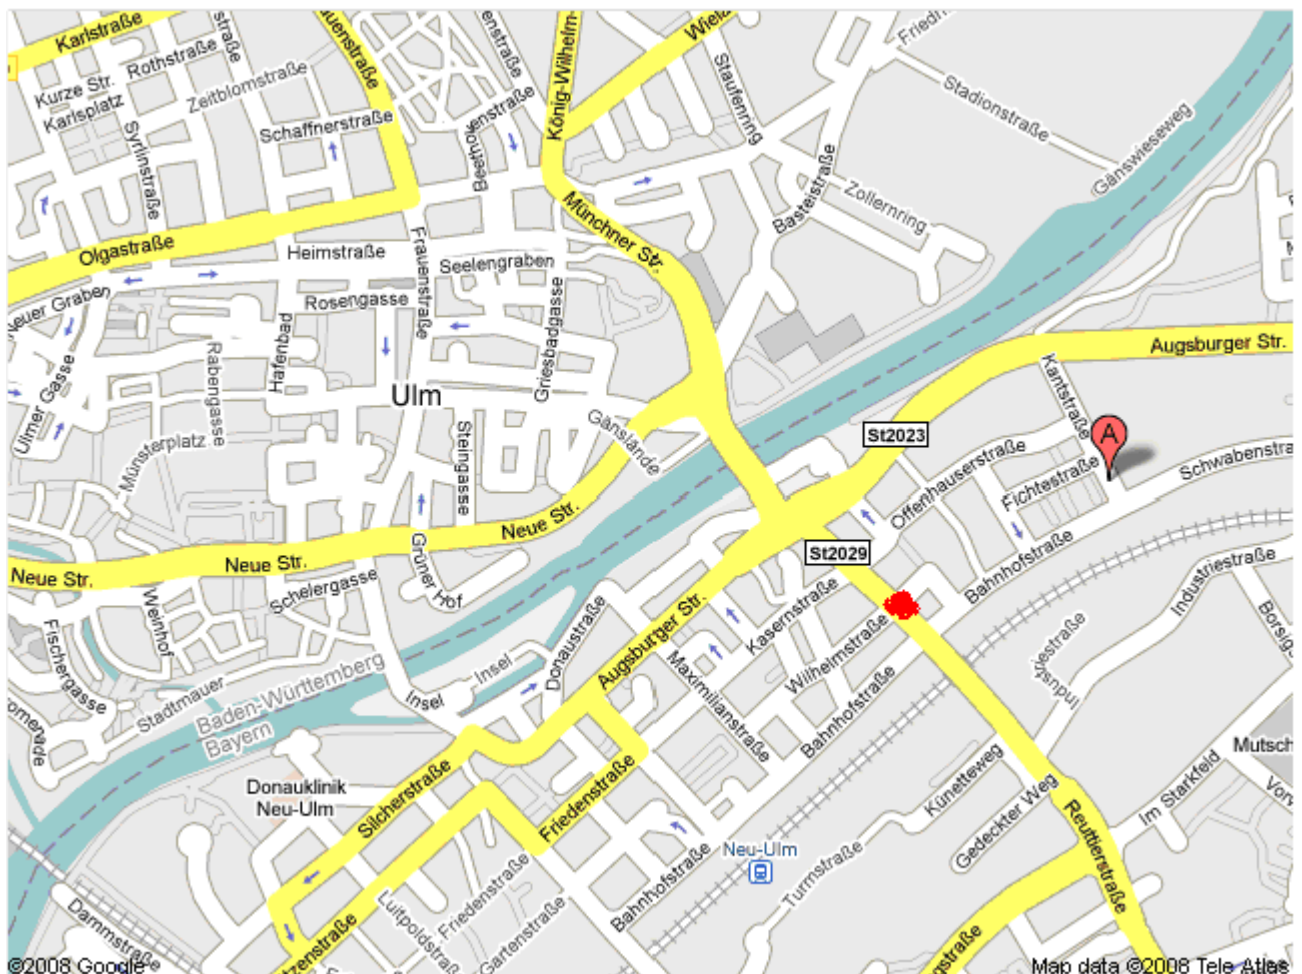 Karlstraße
Rothstraße
Kurze Str.
Karlsplatz
Zeitblomstraße
Syrlinstraße
Schaffnerstraße
König-Wilhelm-
Staufenring
Stadionstraße
Gänswieseweg
Zollernring
Basteistraße
Münchner Str.
Olgastraße
Heimstraße
Seelengraben
Frauenstraße
Rosengasse
Griesbadgasse
Hafenbad
Rabengasse
Ulmer Gasse
Ulm
Münsterplatz
Steingasse
Gänslände
Augsburger Str.
Kantstraße
A
St2023
Offenhauserstraße
Fichtestraße
Neue Str.
Neue Str.
Neue Str.
Grüner Hof
Schelergasse
Weinhof
Fischergasse
Stadtmauer
Baden-Württemberg
Bayern
Insel
Insel
Donaustraße
Augsburger Str.
St2029
Kasernstraße
Wilhelmstraße
Maximilianstraße
Bahnhofstraße
Bahnhofstraße
Industriestraße
Donauklinik
Neu-Ulm
Silcherstraße
Friedenstraße
Künetteweg
Gedeckter Weg
Im Starkfeld
Reuttierstraße
Neu-Ulm
Turmstraße
Bahnhofstraße
Friedenstraße
Gartenstraße
Luitpoldstraße
Dammstraße
©2008 Google
Map data ©2008 Tele Atlas